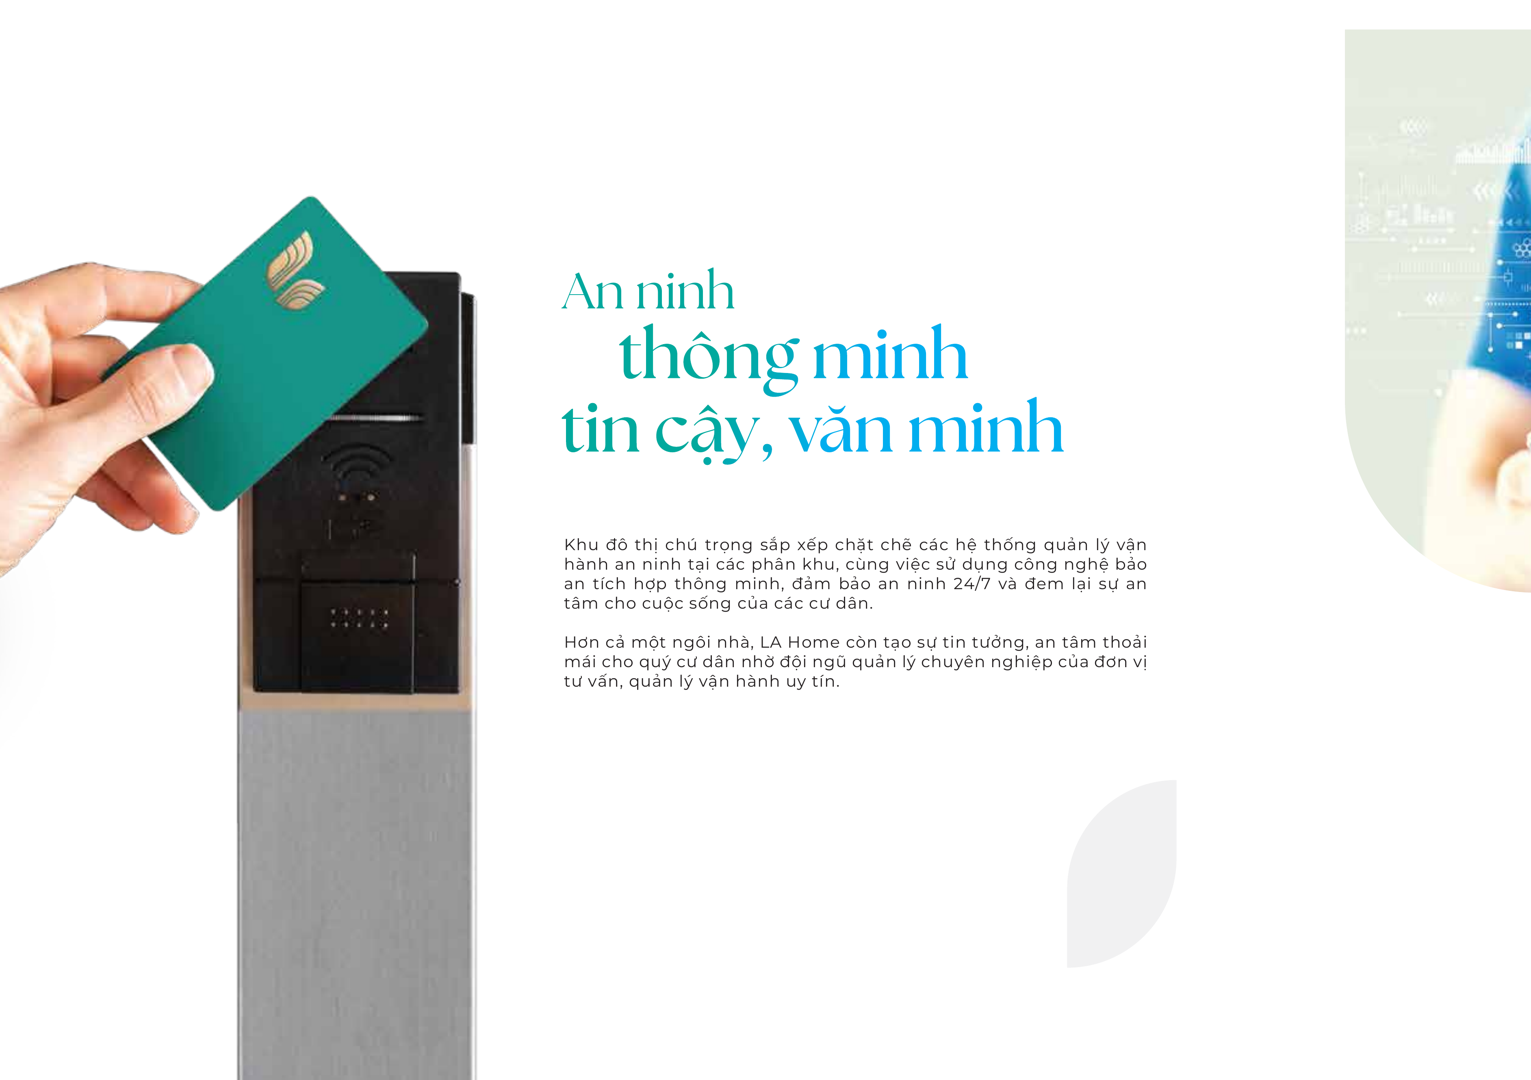 An ninh
thông minh
tin cậy, văn minh
Khu đô thị chú trọng sắp xếp chặt chẽ các hệ thống quản lý vận
hành an ninh tại các phân khu, cùng việc sử dụng công nghệ bảo
an tích hợp thông minh, đảm bảo an ninh 24/7 và đem lại sự an
tâm cho cuộc sống của các cư dân.
Hơn cả một ngôi nhà, LA Home còn tạo sự tin tưởng, an tâm thoải
mái cho quý cư dân nhờ đội ngũ quản lý chuyên nghiệp của đơn vị
tư vấn, quản lý vận hành uy tín.